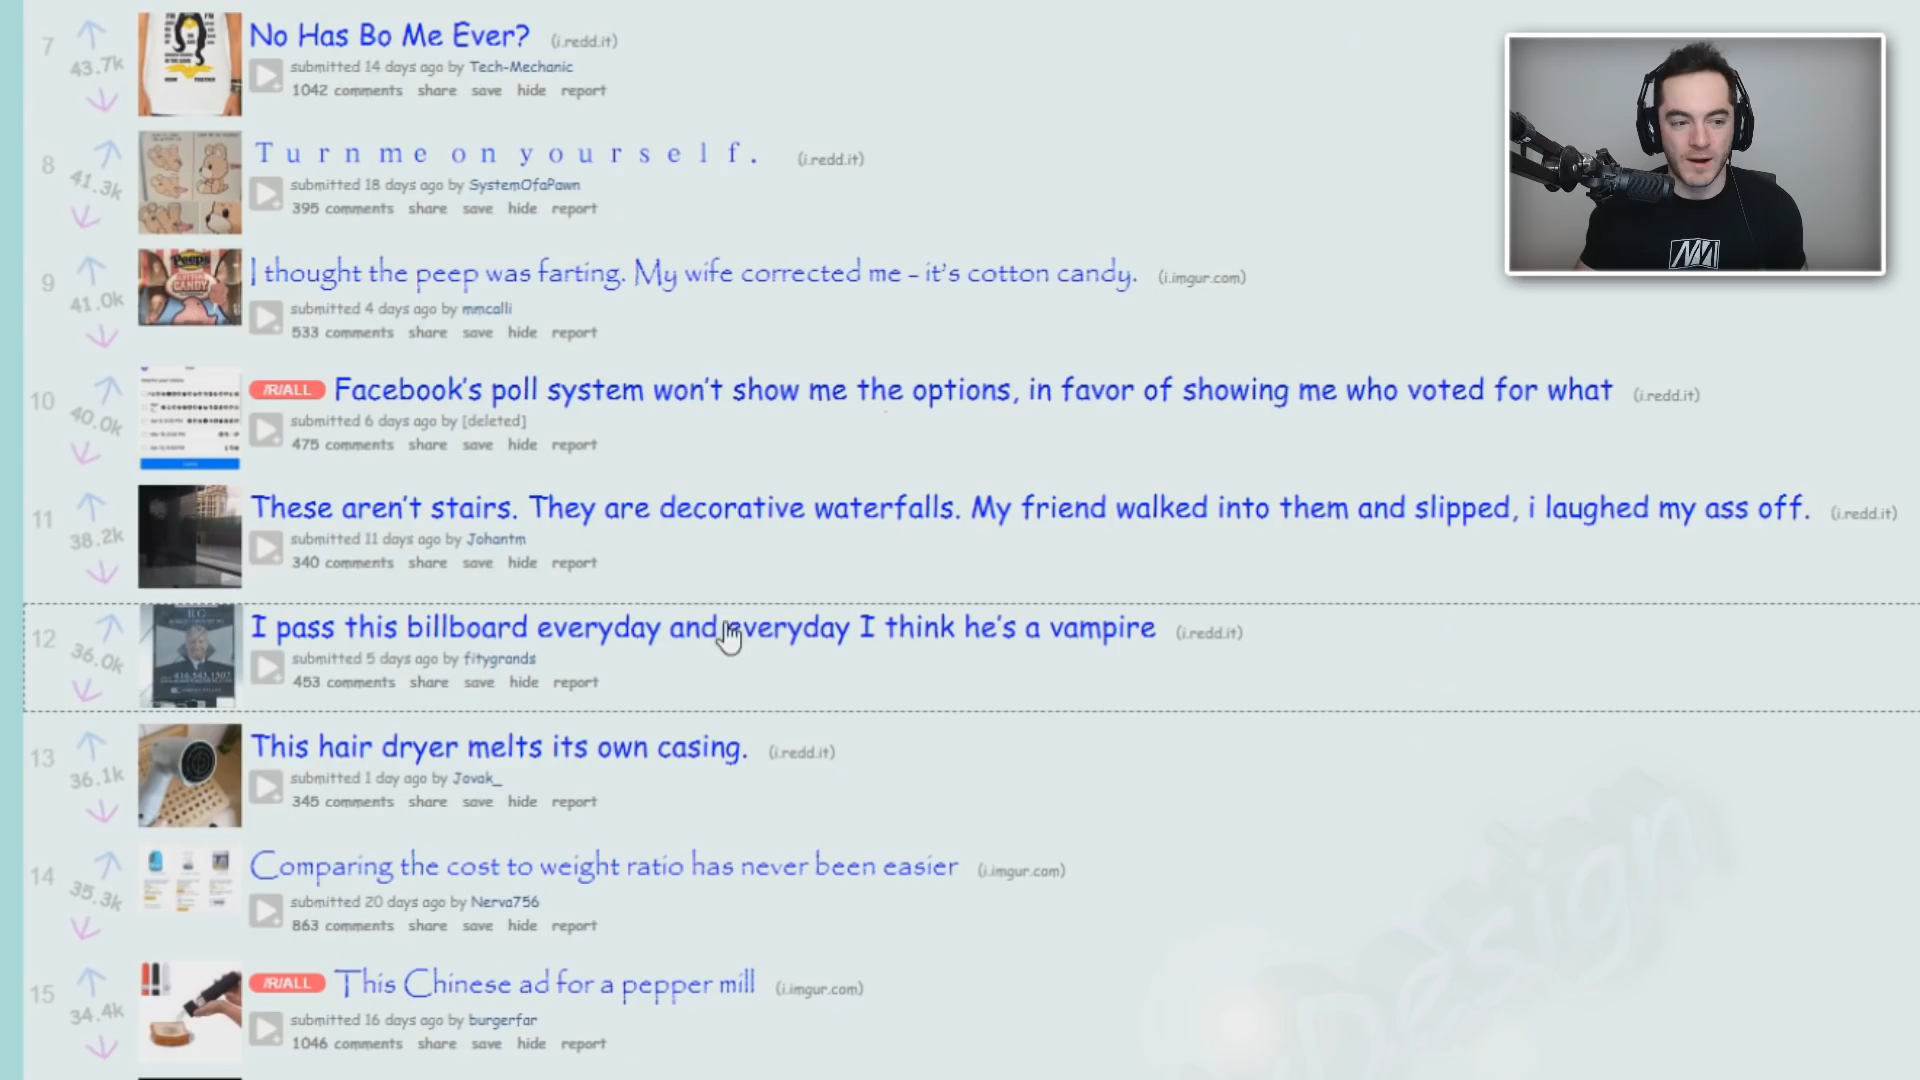 7
43.7k
No Has Bo Me Ever? (i.redd.it)
submitted 14 days ago by Tech-Mechanic
1042 comments share save hide report
8
41.3k
Turn me on yourself. (i.redd.it)
submitted 18 days ago by SystemOfaPawn
395 comments share save hide report
9
41.0k
Peeps
COTTON
CANDY
I thought the peep was farting. My wife corrected me - it's cotton candy. (i.imgur.com)
submitted 4 days ago by mmcalli
533 comments share save hide report
10
40.0k
/R/ALL Facebook's poll system won't show me the options, in favor of showing me who voted for what (i.redd.it)
submitted 6 days ago by [deleted]
475 comments share save hide report
11
38.2k
These aren't stairs. They are decorative waterfalls. My friend walked into them and slipped, i laughed my ass off. (i.redd.it)
submitted 11 days ago by Johantm
340 comments share save hide report
12
36.0k
I pass this billboard everyday and everyday I think he's a vampire (i.redd.it)
submitted 5 days ago by fitygrands
453 comments share save hide report
13
36.1k
This hair dryer melts its own casing. (i.redd.it)
submitted 1 day ago by Javak_
345 comments share save hide report
14
35.3k
Comparing the cost to weight ratio has never been easier (i.imgur.com)
submitted 20 days ago by Nerva756
863 comments share save hide report
15
34.4k
/R/ALL This Chinese ad for a pepper mill (i.imgur.com)
submitted 16 days ago by burgerfar
1046 comments share save hide report
Design